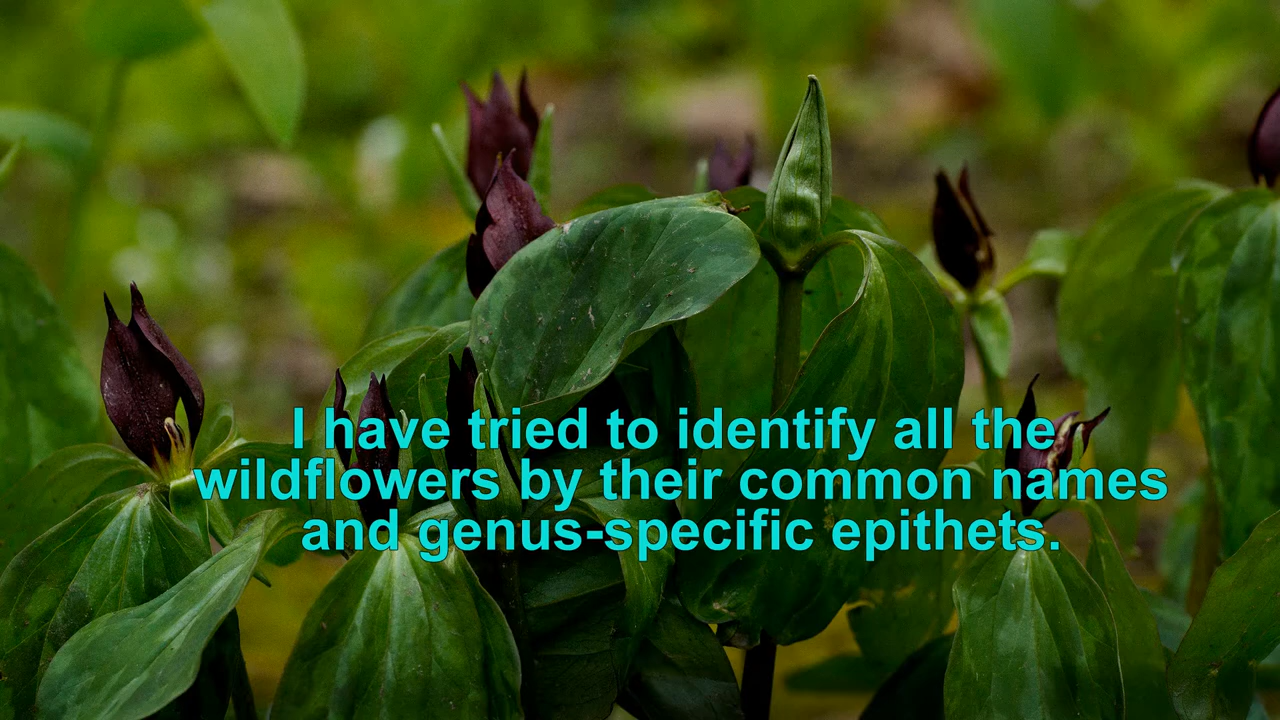 I have tried to identify all the
wildflowers by their common names
and genus-specific epithets.